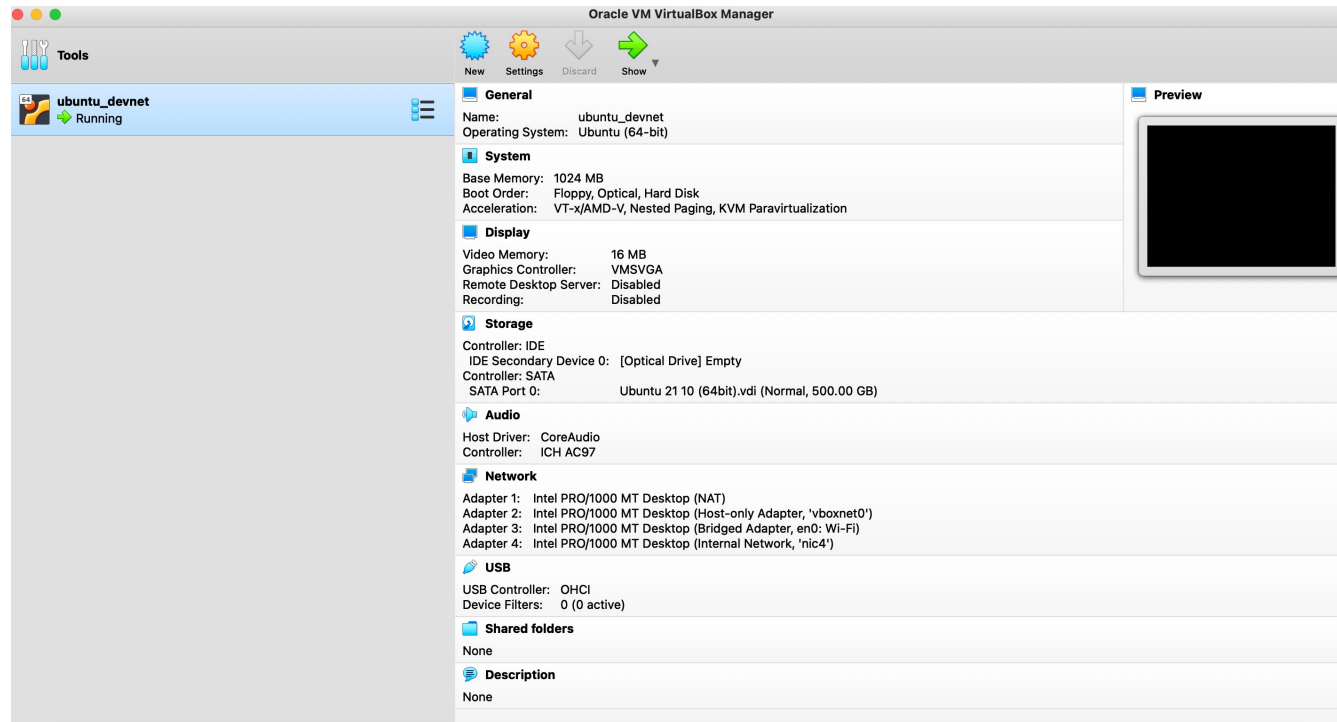 Oracle VM VirtualBox Manager
Tools
New Settings Discard Show
64
ubuntu_devnet
Running
General
Name: ubuntu_devnet
Operating System: Ubuntu (64-bit)
Preview
System
Base Memory: 1024 MB
Boot Order: Floppy, Optical, Hard Disk
Acceleration: VT-x/AMD-V, Nested Paging, KVM Paravirtualization
Display
Video Memory: 16 MB
Graphics Controller: VMSVGA
Remote Desktop Server: Disabled
Recording: Disabled
Storage
Controller: IDE
IDE Secondary Device 0: [Optical Drive] Empty
Controller: SATA
SATA Port 0: Ubuntu 21 10 (64bit).vdi (Normal, 500.00 GB)
Audio
Host Driver: CoreAudio
Controller: ICH AC97
Network
Adapter 1: Intel PRO/1000 MT Desktop (NAT)
Adapter 2: Intel PRO/1000 MT Desktop (Host-only Adapter, 'vboxnet0')
Adapter 3: Intel PRO/1000 MT Desktop (Bridged Adapter, en0: Wi-Fi)
Adapter 4: Intel PRO/1000 MT Desktop (Internal Network, 'nic4')
USB
USB Controller: OHCI
Device Filters: 0 (0 active)
Shared folders
None
Description
None